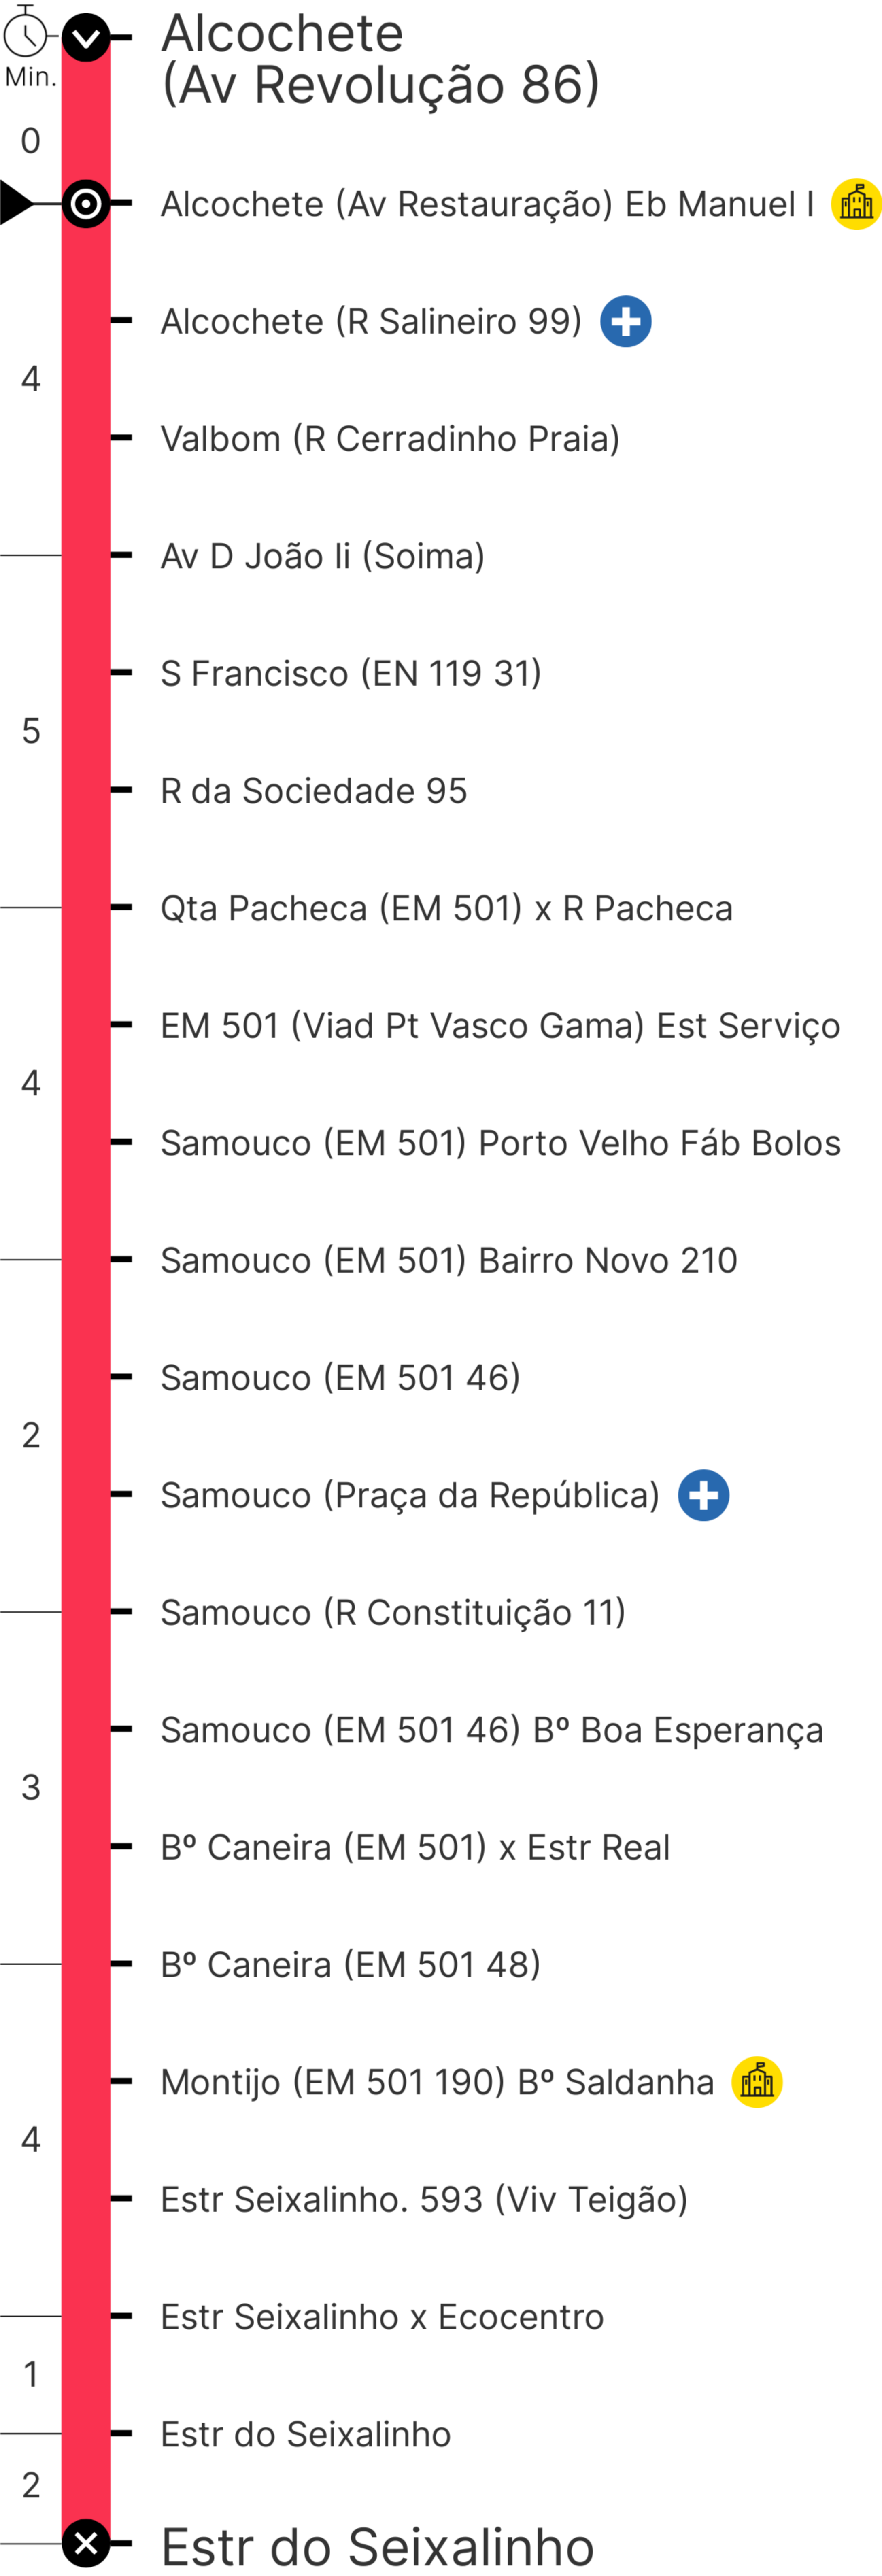 Alcochete
(Av Revolução 86)
Min.
0
Alcochete (Av Restauração) Eb Manuel I
Alcochete (R Salineiro 99)
4
Valbom (R Cerradinho Praia)
Av D João Ii (Soima)
S Francisco (EN 119 31)
5
R da Sociedade 95
Qta Pacheca (EM 501) x R Pacheca
EM 501 (Viad Pt Vasco Gama) Est Serviço
4
Samouco (EM 501) Porto Velho Fáb Bolos
Samouco (EM 501) Bairro Novo 210
Samouco (EM 501 46)
2
Samouco (Praça da República)
Samouco (R Constituição 11)
Samouco (EM 501 46) Bº Boa Esperança
3
Bº Caneira (EM 501) x Estr Real
Bº Caneira (EM 501 48)
Montijo (EM 501 190) Bº Saldanha
4
Estr Seixalinho. 593 (Viv Teigão)
Estr Seixalinho x Ecocentro
1
Estr do Seixalinho
2
Estr do Seixalinho